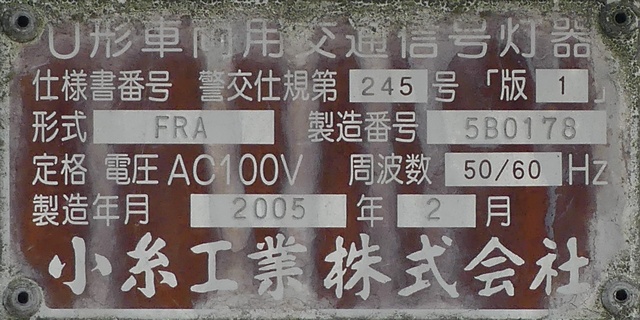 U形車両用交通信号灯器
仕様書番号 警交仕規第 245 号 「版 1 」
形式 FRA 製造番号 5B0178
定格 電圧 AC100V 周波数 50/60 Hz
製造年月 2005 年 2 月
小糸工業株式会社